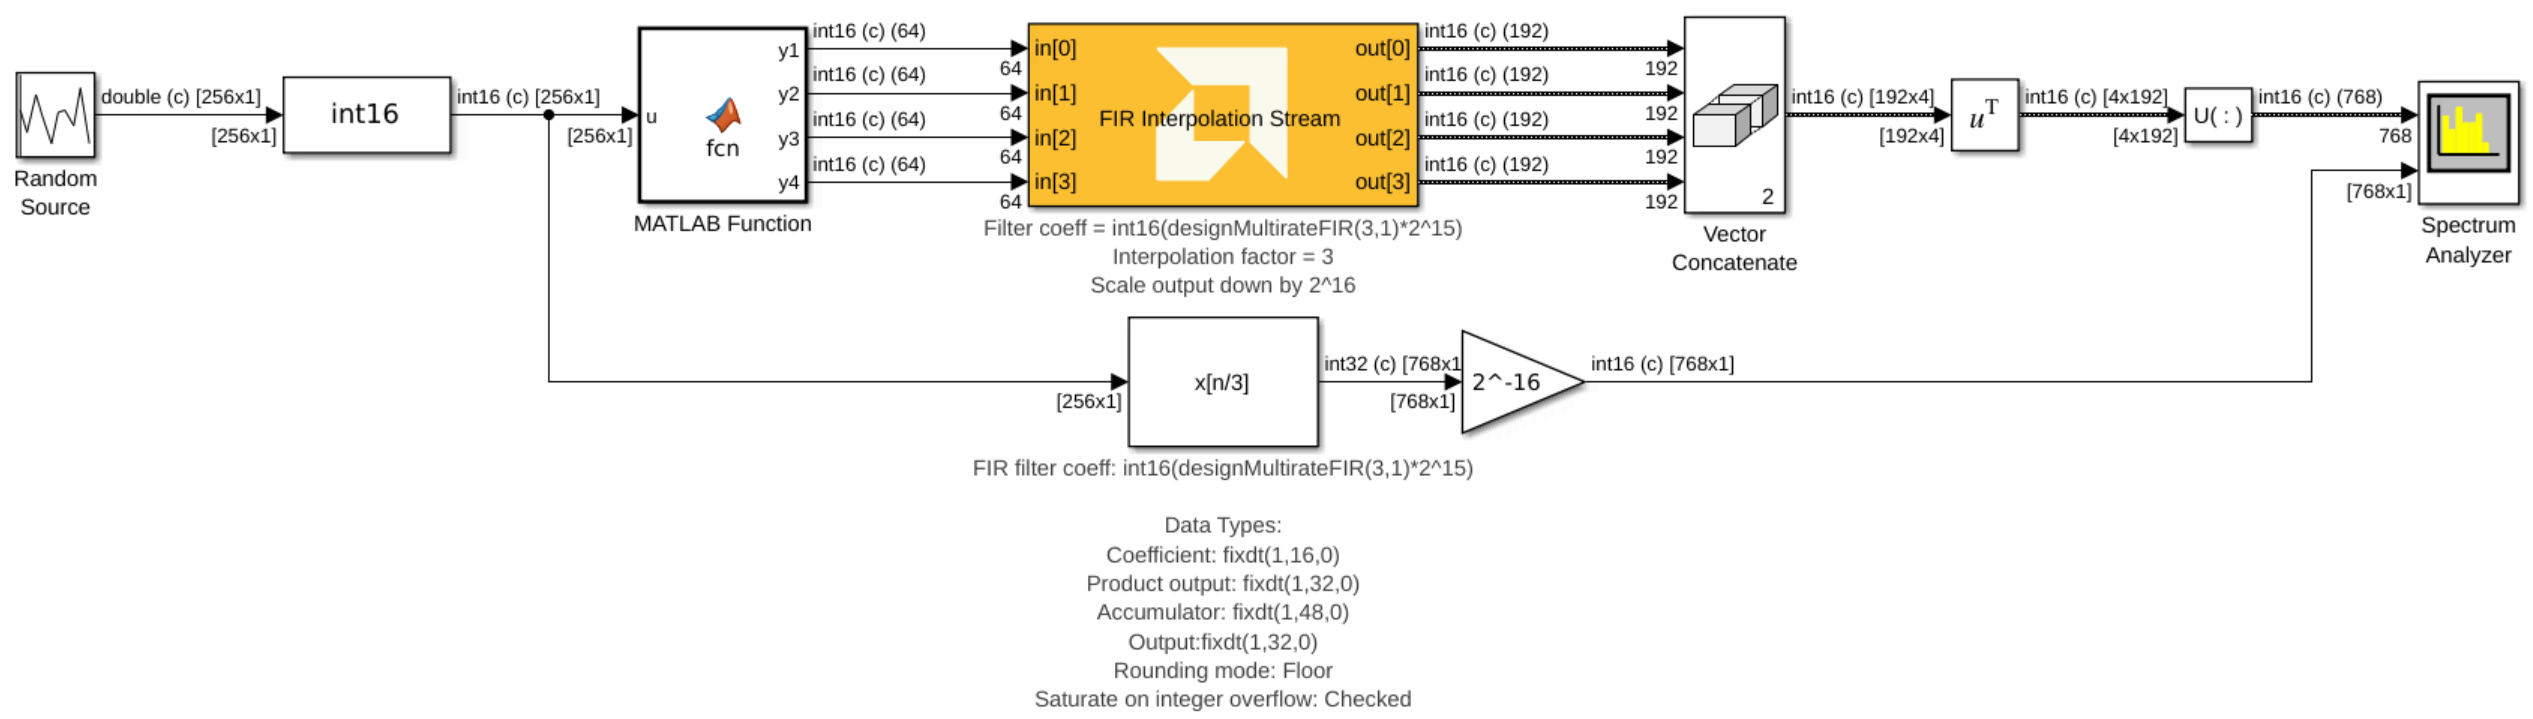 double (c) [256x1]
[256x1]
Random
Source
int16
int16 (c) [256x1]
[256x1]
u
fcn
y1
y2
y3
y4
MATLAB Function
int16 (c) (64)
64
int16 (c) (64)
64
int16 (c) (64)
64
int16 (c) (64)
64
in[0]
in[1]
in[2]
in[3]
FIR Interpolation Stream
out[0]
out[1]
out[2]
out[3]
Filter coeff = int16(designMultirateFIR(3,1)*2^15)
Interpolation factor = 3
Scale output down by 2^16
int16 (c) (192)
192
int16 (c) (192)
192
int16 (c) (192)
192
int16 (c) (192)
192
2
Vector
Concatenate
int16 (c) [192x4]
[192x4]
uT
int16 (c) [4x192]
[4x192]
U( : )
int16 (c) (768)
768
[768x1]
Spectrum
Analyzer
[256x1]
x[n/3]
int32 (c) [768x1
[768x1]
2^-16
int16 (c) [768x1]
FIR filter coeff: int16(designMultirateFIR(3,1)*2^15)
Data Types:
Coefficient: fixdt(1,16,0)
Product output: fixdt(1,32,0)
Accumulator: fixdt(1,48,0)
Output:fixdt(1,32,0)
Rounding mode: Floor
Saturate on integer overflow: Checked